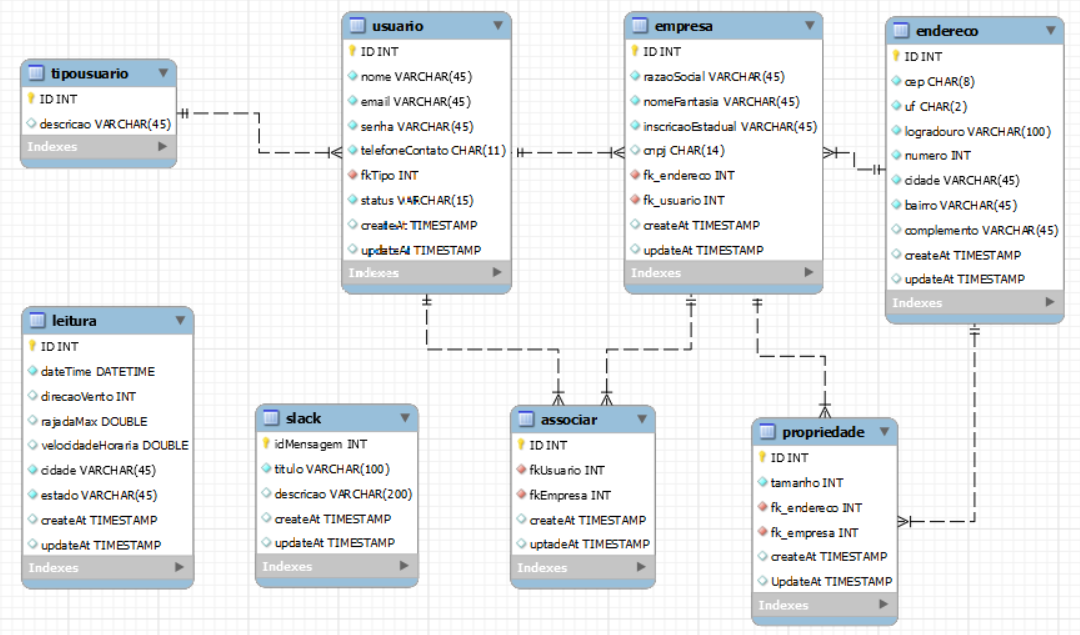 tipousuario
ID INT
descricao VARCHAR(45)
Indexes
usuario
ID INT
nome VARCHAR(45)
email VARCHAR(45)
senha VARCHAR(45)
telefoneContato CHAR(11)
fkTipo INT
status VARCHAR(15)
createAt TIMESTAMP
updateAt TIMESTAMP
Indexes
empresa
ID INT
razaoSocial VARCHAR(45)
nomeFantasia VARCHAR(45)
inscricaoEstadual VARCHAR(45)
cnpj CHAR(14)
fk_endereco INT
fk_usuario INT
createAt TIMESTAMP
updateAt TIMESTAMP
Indexes
endereco
ID INT
cep CHAR(8)
uf CHAR(2)
logradouro VARCHAR(100)
numero INT
cidade VARCHAR(45)
bairro VARCHAR(45)
complemento VARCHAR(45)
createAt TIMESTAMP
updateAt TIMESTAMP
Indexes
leitura
ID INT
dateTime DATETIME
direcaoVento INT
rajadaMax DOUBLE
velocidadeHoraria DOUBLE
cidade VARCHAR(45)
estado VARCHAR(45)
createAt TIMESTAMP
updateAt TIMESTAMP
Indexes
slack
idMensagem INT
titulo VARCHAR(100)
descricao VARCHAR(200)
createAt TIMESTAMP
updateAt TIMESTAMP
Indexes
associar
ID INT
fkUsuario INT
fkEmpresa INT
createAt TIMESTAMP
uptadeAt TIMESTAMP
Indexes
propriedade
ID INT
tamanho INT
fk_endereco INT
fk_empresa INT
createAt TIMESTAMP
UpdateAt TIMESTAMP
Indexes